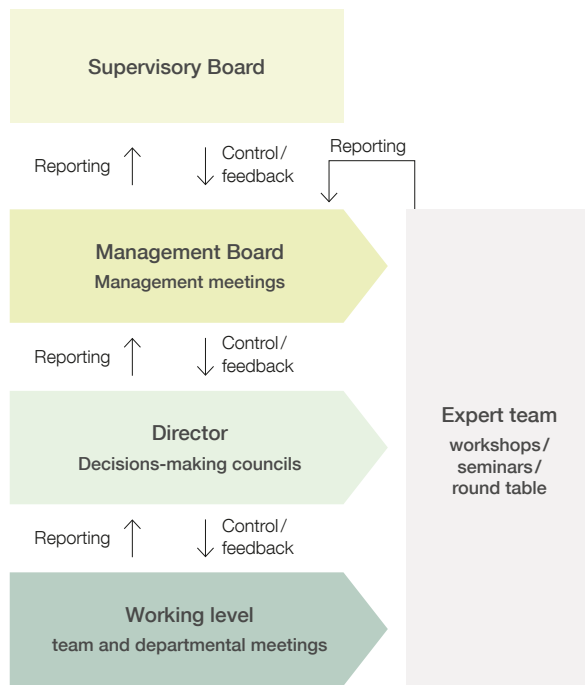 Supervisory Board
Reporting
Control/
feedback
Reporting
Management Board
Management meetings
Reporting
Control/
feedback
Director
Decisions-making councils
Reporting
Control/
feedback
Working level
team and departmental meetings
Expert team
workshops/
seminars/
round table